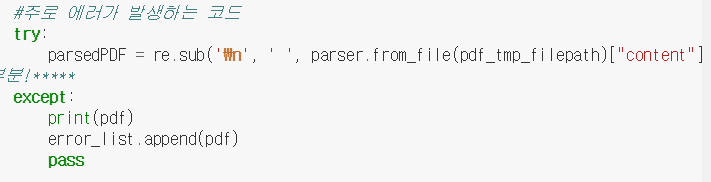 #주로 에러가 발생하는 코드
try:
parsedPDF = re.sub('₩n', ' ', parser.from_file(pdf_tmp_filepath)["content"]
분!*****
except:
print(pdf)
error_list.append(pdf)
pass